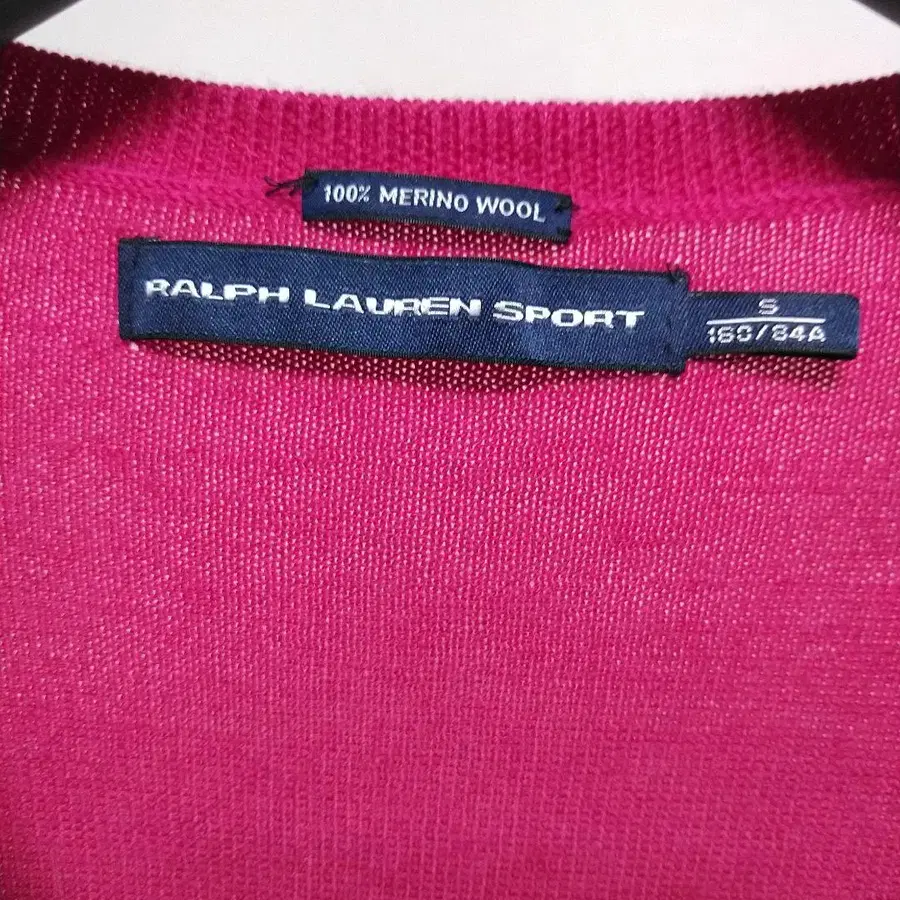 100% MERINO WOOL
RALPH LAUREN SPORT
S
160/84A